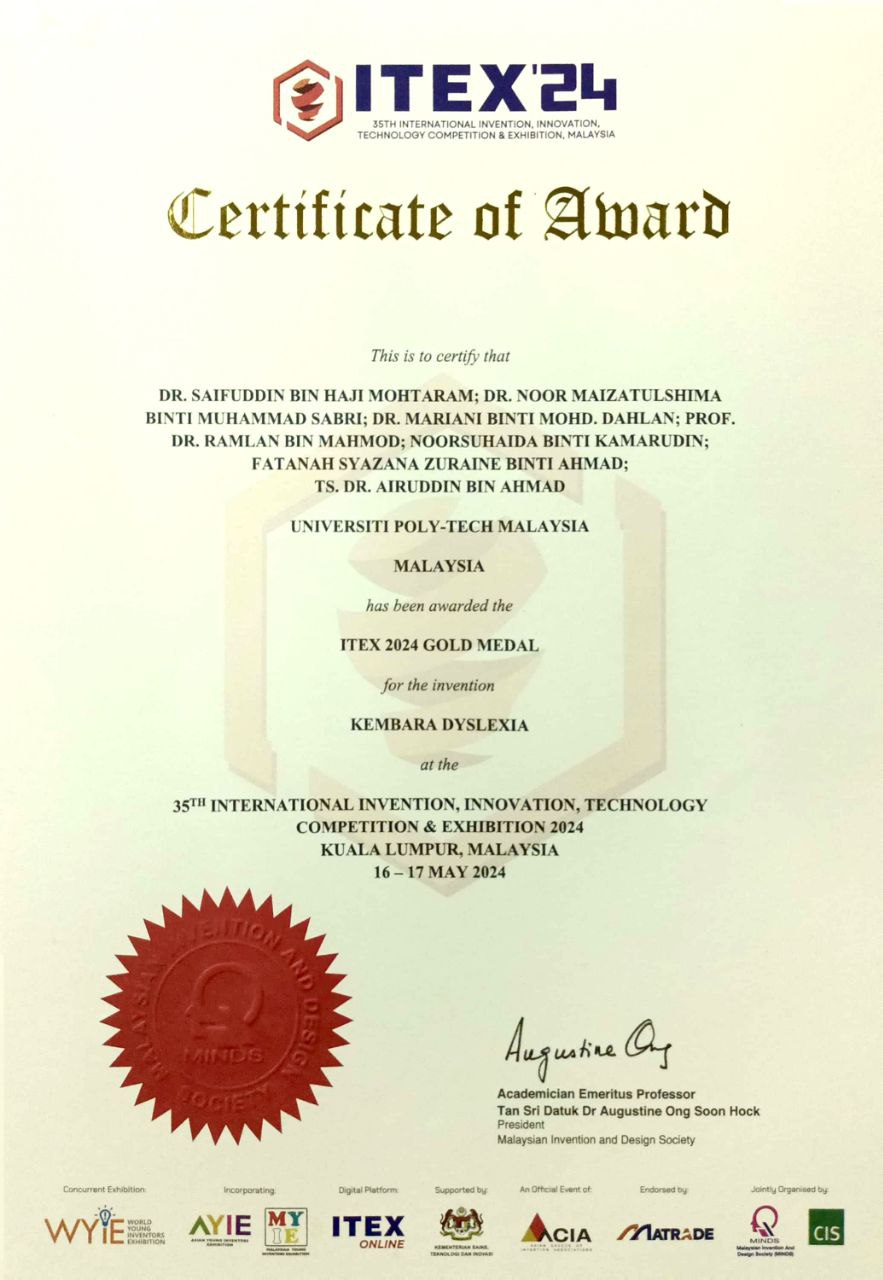 ITEX'24
35TH INTERNATIONAL INVENTION, INNOVATION,
TECHNOLOGY COMPETITION & EXHIBITION, MALAYSIA
Certificate of Award
This is to certify that
DR. SAIFUDDIN BIN HAJI MOHTARAM; DR. NOOR MAIZATULSHIMA
BINTI MUHAMMAD SABRI; DR. MARIANI BINTI MOHD. DAHLAN; PROF.
DR. RAMLAN BIN MAHMOD; NOORSUHAIDA BINTI KAMARUDIN;
FATANAH SYAZANA ZURAINE BINTI AHMAD;
TS. DR. AIRUDDIN BIN AHMAD
UNIVERSITI POLY-TECH MALAYSIA
MALAYSIA
has been awarded the
ITEX 2024 GOLD MEDAL
for the invention
KEMBARA DYSLEXIA
at the
35TH INTERNATIONAL INVENTION, INNOVATION, TECHNOLOGY
COMPETITION & EXHIBITION 2024
KUALA LUMPUR, MALAYSIA
16 – 17 MAY 2024
MALAYSIAN INVENTION AND DESIGN SOCIETY
MINDS
Augustine Ong
Academician Emeritus Professor
Tan Sri Datuk Dr Augustine Ong Soon Hock
President
Malaysian Invention and Design Society
Concurrent Exhibition: Incorporating: Digital Platform: Supported by: An Official Event of: Endorsed by: Jointly Organised by:
WYiE WORLD YOUNG INVENTORS EXHIBITION
AYIE ASIAN YOUNG INVENTORS EXHIBITION
MYIE MALAYSIAN YOUNG INVENTORS EXHIBITION
ITEX ONLINE
KEMENTERIAN SAINS, TEKNOLOGI DAN INOVASI
ACIA
MATRADE
MINDS
Malaysian Invention And Design Society (MINDS)
CIS